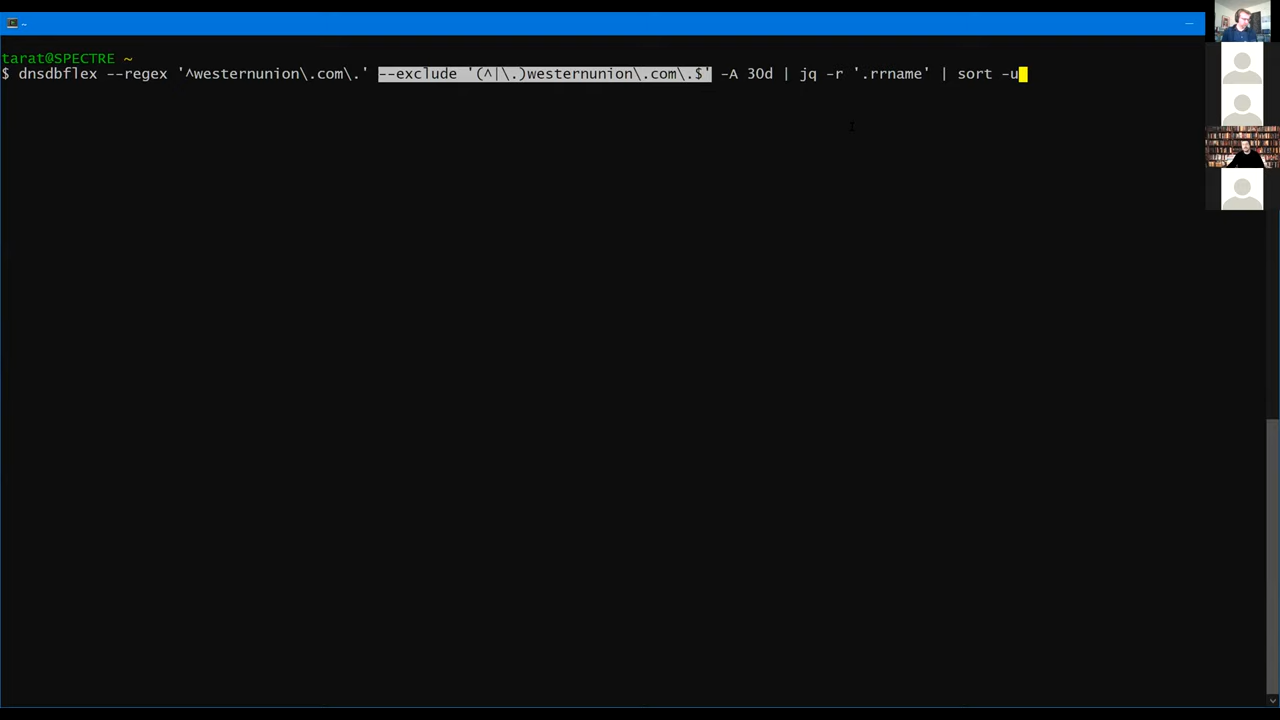 ~
tarat@SPECTRE ~
$ dnsdbflex --regex '^westernunion\.com\.' --exclude '(^|\.)westernunion\.com\.$' -A 30d | jq -r '.rrname' | sort -u